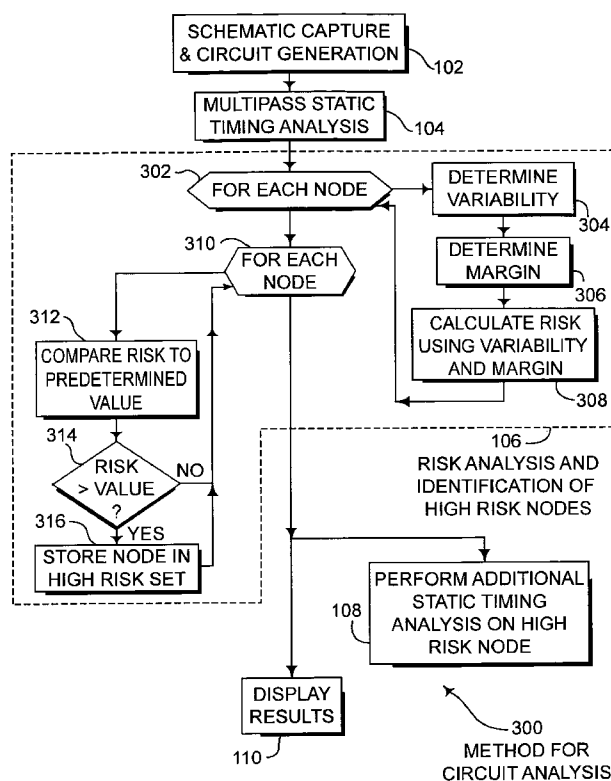 SCHEMATIC CAPTURE
& CIRCUIT GENERATION
102
MULTIPASS STATIC
TIMING ANALYSIS
104
302
FOR EACH NODE
DETERMINE
VARIABILITY
304
DETERMINE
MARGIN
306
CALCULATE RISK
USING VARIABILITY
AND MARGIN
308
310
FOR EACH
NODE
312
COMPARE RISK TO
PREDETERMINED
VALUE
314
RISK
> VALUE
?
NO
YES
316
STORE NODE IN
HIGH RISK SET
106
RISK ANALYSIS AND
IDENTIFICATION OF
HIGH RISK NODES
PERFORM ADDITIONAL
STATIC TIMING
ANALYSIS ON HIGH
RISK NODE
108
DISPLAY
RESULTS
110
300
METHOD FOR
CIRCUIT ANALYSIS